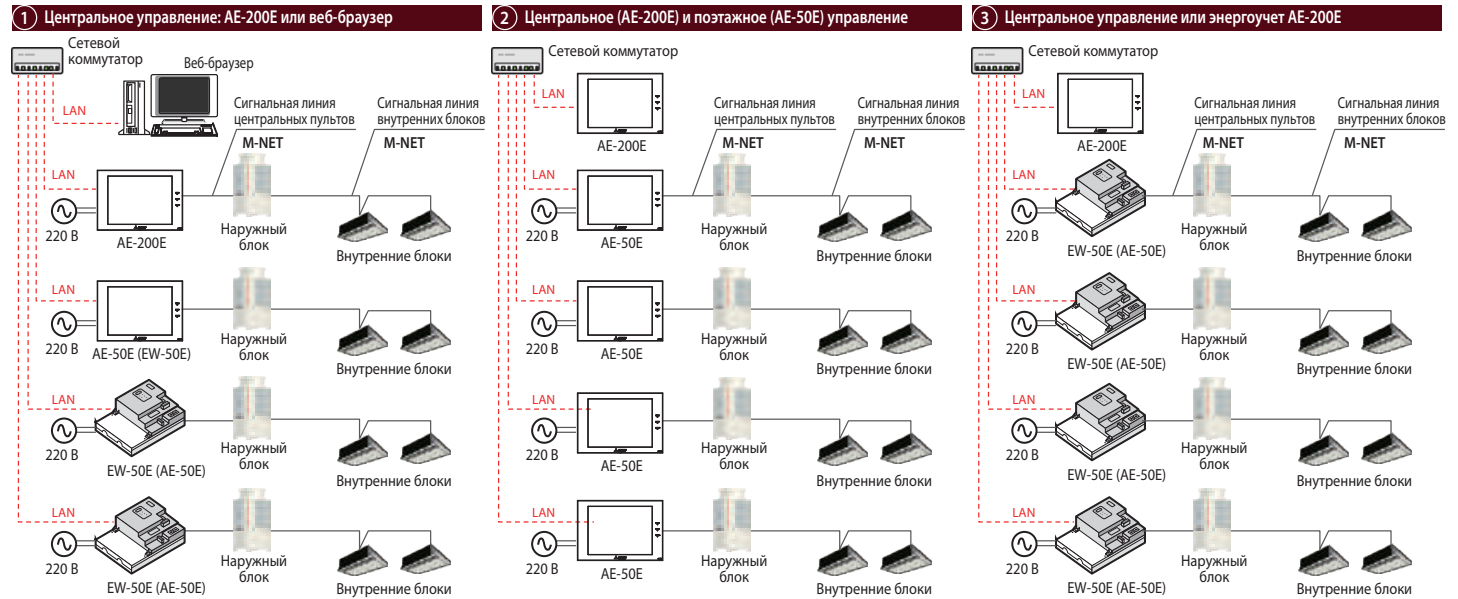 1 Центральное управление: AE-200E или веб-браузер
Сетевой
коммутатор
Веб-браузер
LAN
Сигнальная линия
центральных пультов
M-NET
Сигнальная линия
внутренних блоков
M-NET
LAN
220 В
AE-200E
Наружный
блок
Внутренние блоки
LAN
220 В
AE-50E (EW-50E)
Наружный
блок
Внутренние блоки
LAN
220 В
EW-50E (AE-50E)
Наружный
блок
Внутренние блоки
LAN
220 В
EW-50E (AE-50E)
Наружный
блок
Внутренние блоки
2 Центральное (AE-200E) и поэтажное (AE-50E) управление
Сетевой коммутатор
LAN
AE-200E
Сигнальная линия
центральных пультов
M-NET
Сигнальная линия
внутренних блоков
M-NET
LAN
220 В
AE-50E
Наружный
блок
Внутренние блоки
LAN
220 В
AE-50E
Наружный
блок
Внутренние блоки
LAN
220 В
AE-50E
Наружный
блок
Внутренние блоки
LAN
220 В
AE-50E
Наружный
блок
Внутренние блоки
3 Центральное управление или энергоучет AE-200E
Сетевой коммутатор
LAN
AE-200E
Сигнальная линия
центральных пультов
M-NET
Сигнальная линия
внутренних блоков
M-NET
LAN
220 В
EW-50E (AE-50E)
Наружный
блок
Внутренние блоки
LAN
220 В
EW-50E (AE-50E)
Наружный
блок
Внутренние блоки
LAN
220 В
EW-50E (AE-50E)
Наружный
блок
Внутренние блоки
LAN
220 В
EW-50E (AE-50E)
Наружный
блок
Внутренние блоки